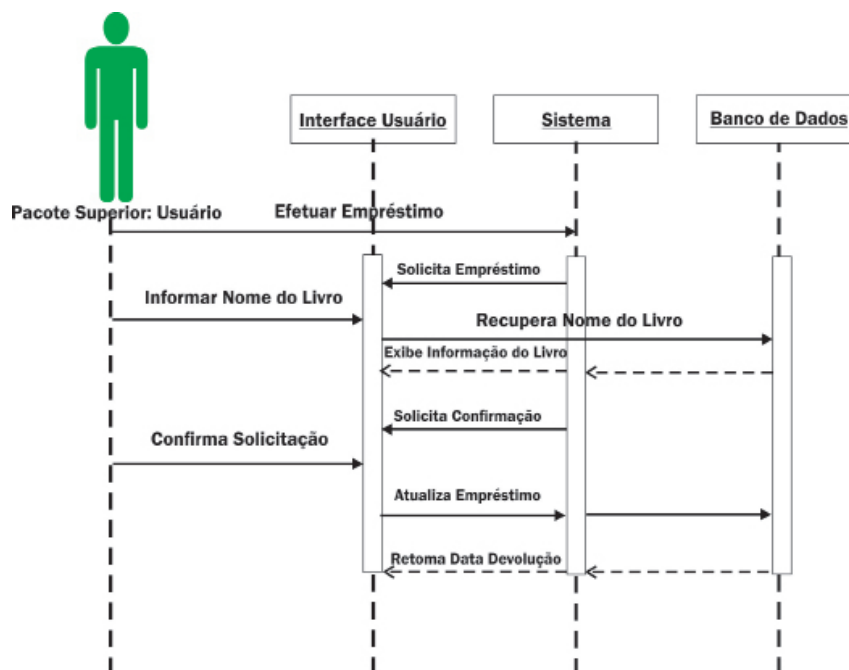 Interface Usuário
Sistema
Banco de Dados
Pacote Superior: Usuário
Efetuar Empréstimo
Solicita Empréstimo
Informar Nome do Livro
Recupera Nome do Livro
Exibe Informação do Livro
Solicita Confirmação
Confirma Solicitação
Atualiza Empréstimo
Retoma Data Devolução